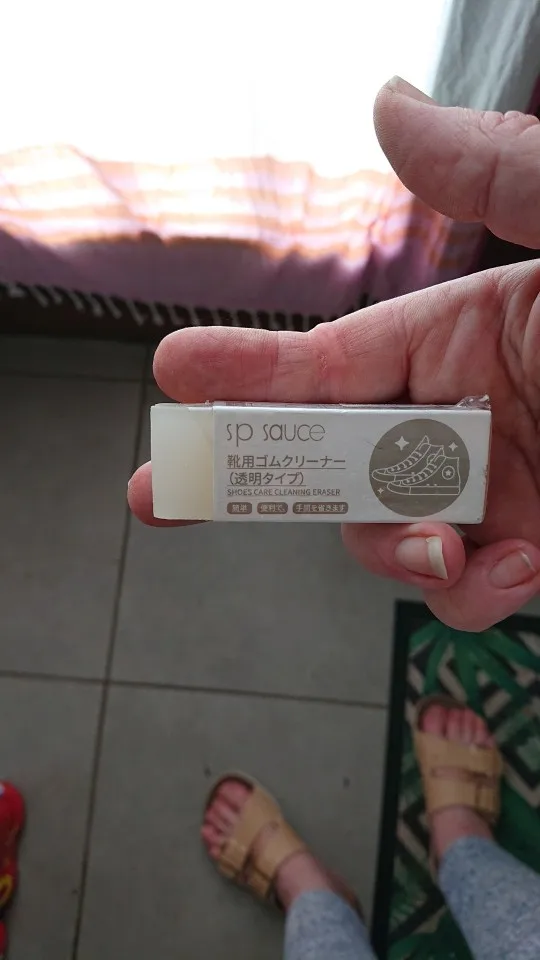 sp sauce
靴用ゴムクリーナー
（透明タイプ）
SHOES CARE CLEANING ERASER
簡単 便利で、 手間を省きます